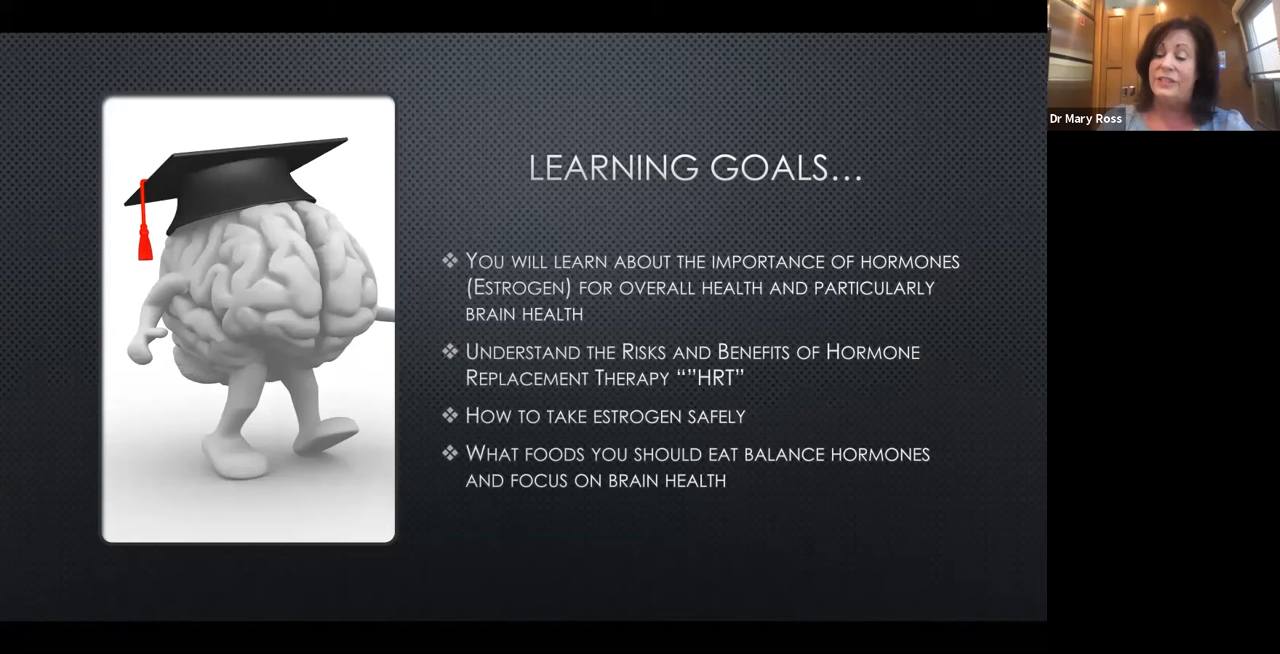 LEARNING GOALS...
❖ YOU WILL LEARN ABOUT THE IMPORTANCE OF HORMONES
(ESTROGEN) FOR OVERALL HEALTH AND PARTICULARLY
BRAIN HEALTH
❖ UNDERSTAND THE RISKS AND BENEFITS OF HORMONE
REPLACEMENT THERAPY “”HRT”
❖ HOW TO TAKE ESTROGEN SAFELY
❖ WHAT FOODS YOU SHOULD EAT BALANCE HORMONES
AND FOCUS ON BRAIN HEALTH
Dr Mary Ross